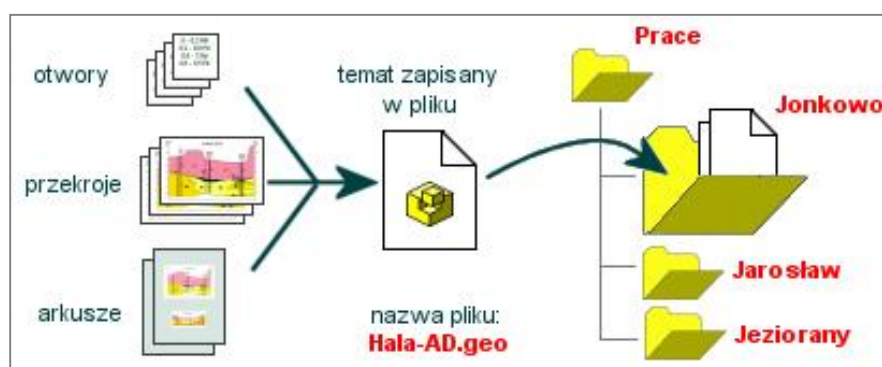 otwory
przekroje
arkusze
temat zapisany
w pliku
nazwa pliku:
Hala-AD.geo
Prace
Jonkowo
Jarosław
Jeziorany